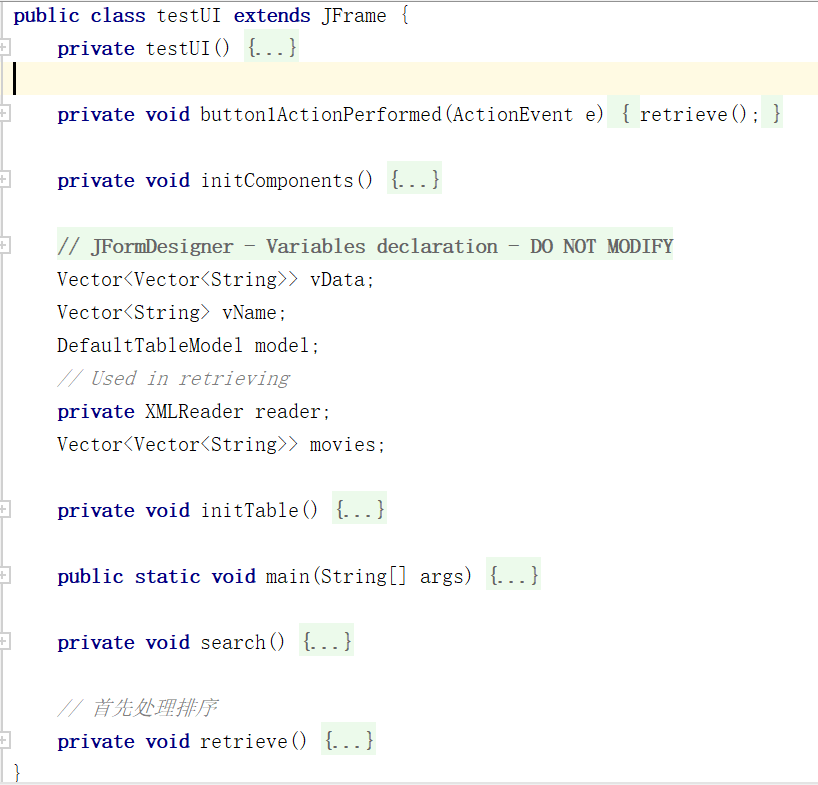 public class testUI extends JFrame {
private testUI() {...}
private void button1ActionPerformed(ActionEvent e) { retrieve(); }
private void initComponents() {...}
// JFormDesigner - Variables declaration - DO NOT MODIFY
Vector<Vector<String>> vData;
Vector<String> vName;
DefaultTableModel model;
// Used in retrieving
private XMLReader reader;
Vector<Vector<String>> movies;
private void initTable() {...}
public static void main(String[] args) {...}
private void search() {...}
// 首先处理排序
private void retrieve() {...}
}